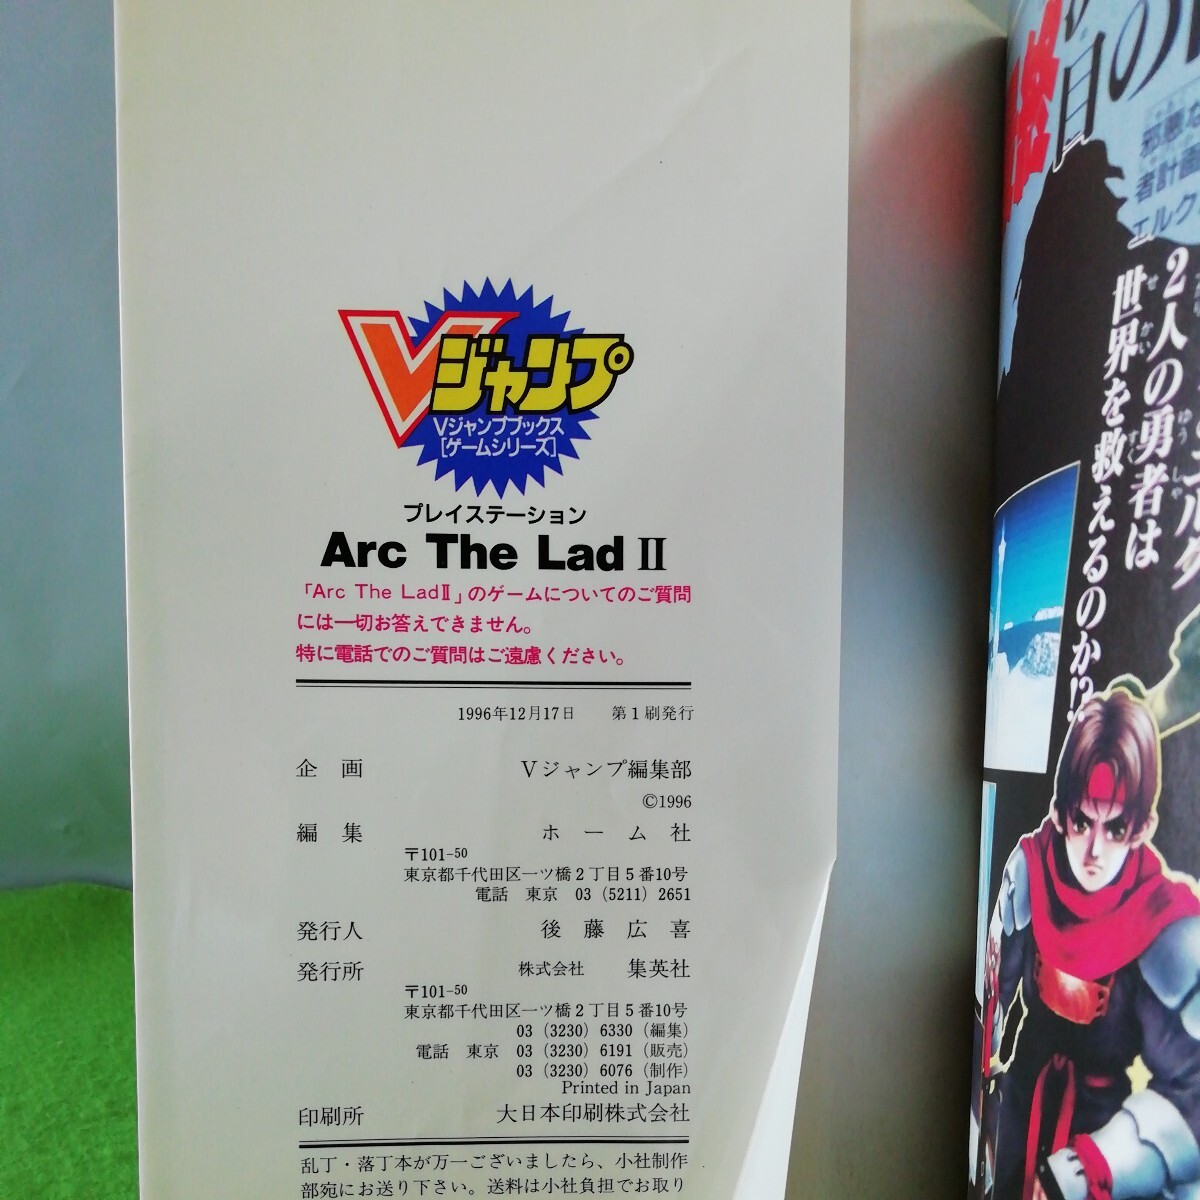 Vジャンプ
Vジャンプブックス
[ゲームシリーズ]
プレイステーション
Arc The Lad II
「Arc The LadⅡ」のゲームについてのご質問
には一切お答えできません。
特に電話でのご質問はご遠慮ください。
1996年12月17日 第1刷発行
企画 Vジャンプ編集部
©1996
編集 ホーム社
〒101-50
東京都千代田区一ツ橋2丁目5番10号
電話 東京 03(5211)2651
発行人 後藤広喜
発行所 株式会社 集英社
〒101-50
東京都千代田区一ツ橋2丁目5番10号
03(3230)6330(編集)
電話 東京 03(3230)6191(販売)
03(3230)6076(制作)
Printed in Japan
印刷所 大日本印刷株式会社
乱丁・落丁本が万一ございましたら、小社制作
部宛にお送り下さい。送料は小社負担でお取り
の
邪悪な
者計画
エルク
エルク
2人の勇者は
世界を救えるのか!?